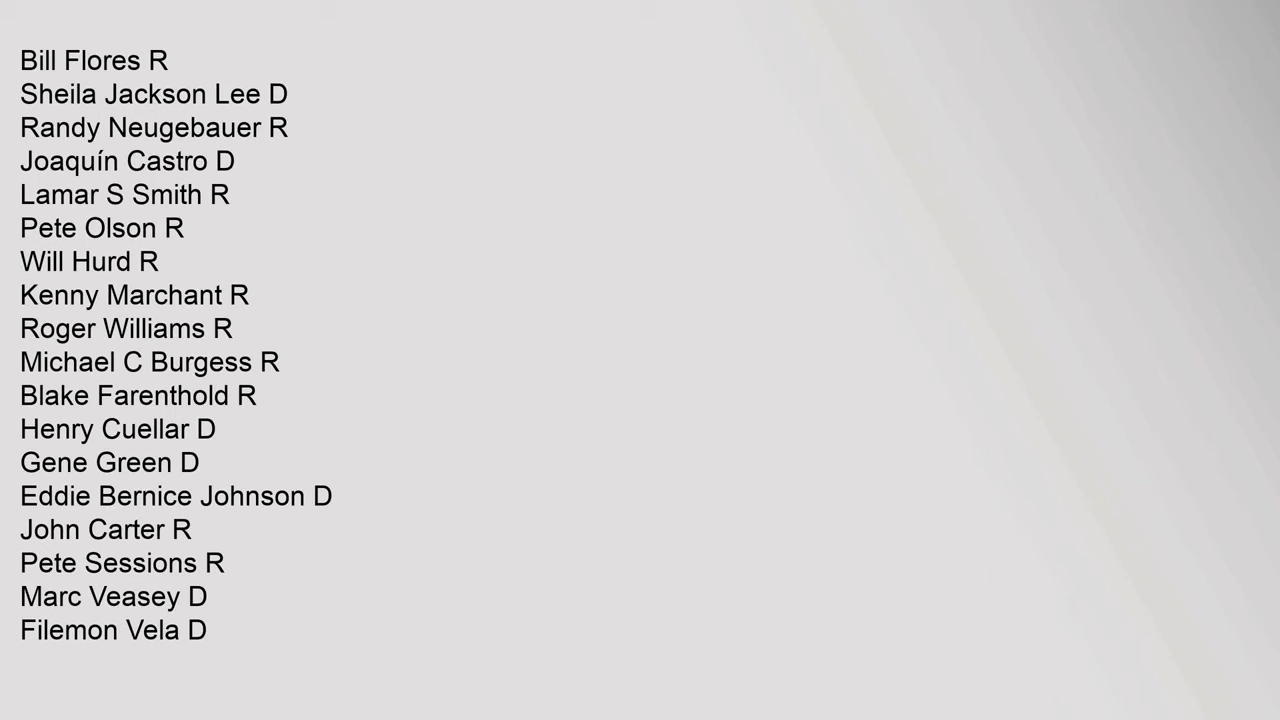 Bill Flores R
Sheila Jackson Lee D
Randy Neugebauer R
Joaquín Castro D
Lamar S Smith R
Pete Olson R
Will Hurd R
Kenny Marchant R
Roger Williams R
Michael C Burgess R
Blake Farenthold R
Henry Cuellar D
Gene Green D
Eddie Bernice Johnson D
John Carter R
Pete Sessions R
Marc Veasey D
Filemon Vela D